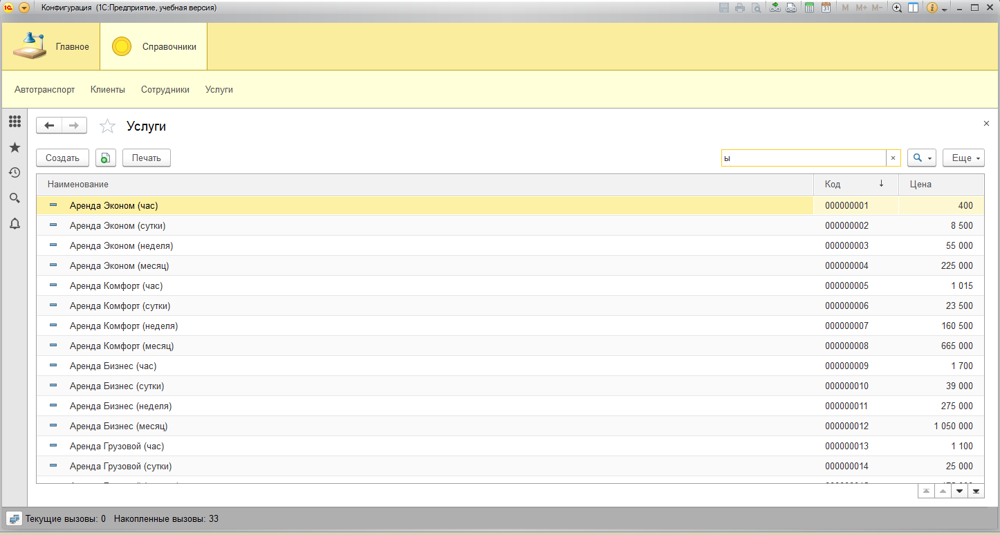 1С Конфигурация (1С:Предприятие, учебная версия) 31 M M+ M-
Главное Справочники
Автотранспорт Клиенты Сотрудники Услуги
Услуги
Создать Печать ы Еще
Наименование Код Цена
Аренда Эконом (час) 000000001 400
Аренда Эконом (сутки) 000000002 8 500
Аренда Эконом (неделя) 000000003 55 000
Аренда Эконом (месяц) 000000004 225 000
Аренда Комфорт (час) 000000005 1 015
Аренда Комфорт (сутки) 000000006 23 500
Аренда Комфорт (неделя) 000000007 160 500
Аренда Комфорт (месяц) 000000008 665 000
Аренда Бизнес (час) 000000009 1 700
Аренда Бизнес (сутки) 000000010 39 000
Аренда Бизнес (неделя) 000000011 275 000
Аренда Бизнес (месяц) 000000012 1 050 000
Аренда Грузовой (час) 000000013 1 100
Аренда Грузовой (сутки) 000000014 25 000
Текущие вызовы: 0 Накопленные вызовы: 33